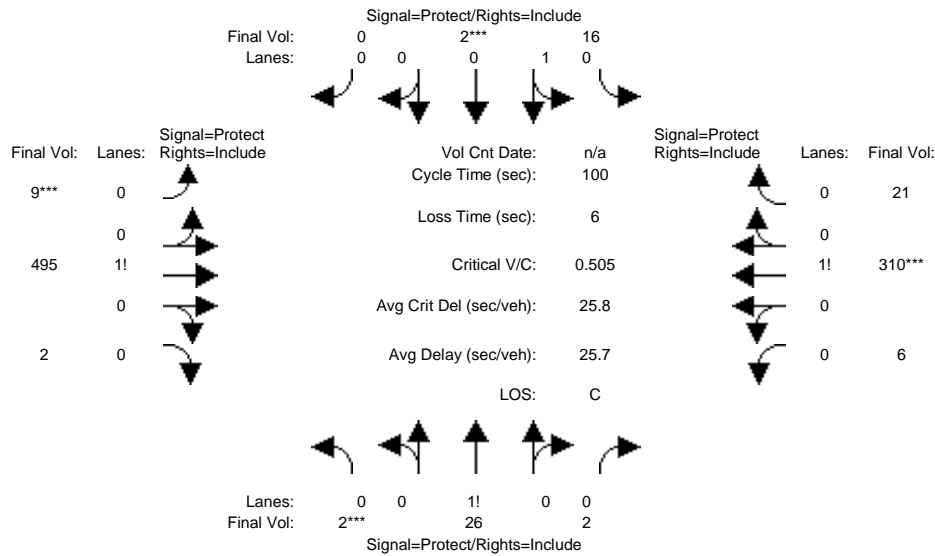 Signal=Protect/Rights=Include
Final Vol: 0 2*** 16
Lanes: 0 0 0 1 0
Signal=Protect
Final Vol: Lanes: Rights=Include
Vol Cnt Date: n/a
Signal=Protect
Rights=Include Lanes: Final Vol:
Cycle Time (sec): 100
9*** 0
0 21
Loss Time (sec): 6
0
0
495 1!
Critical V/C: 0.505
1! 310***
0
Avg Crit Del (sec/veh): 25.8
0
2 0
Avg Delay (sec/veh): 25.7
0 6
LOS: C
Lanes: 0 0 1! 0 0
Final Vol: 2*** 26 2
Signal=Protect/Rights=Include